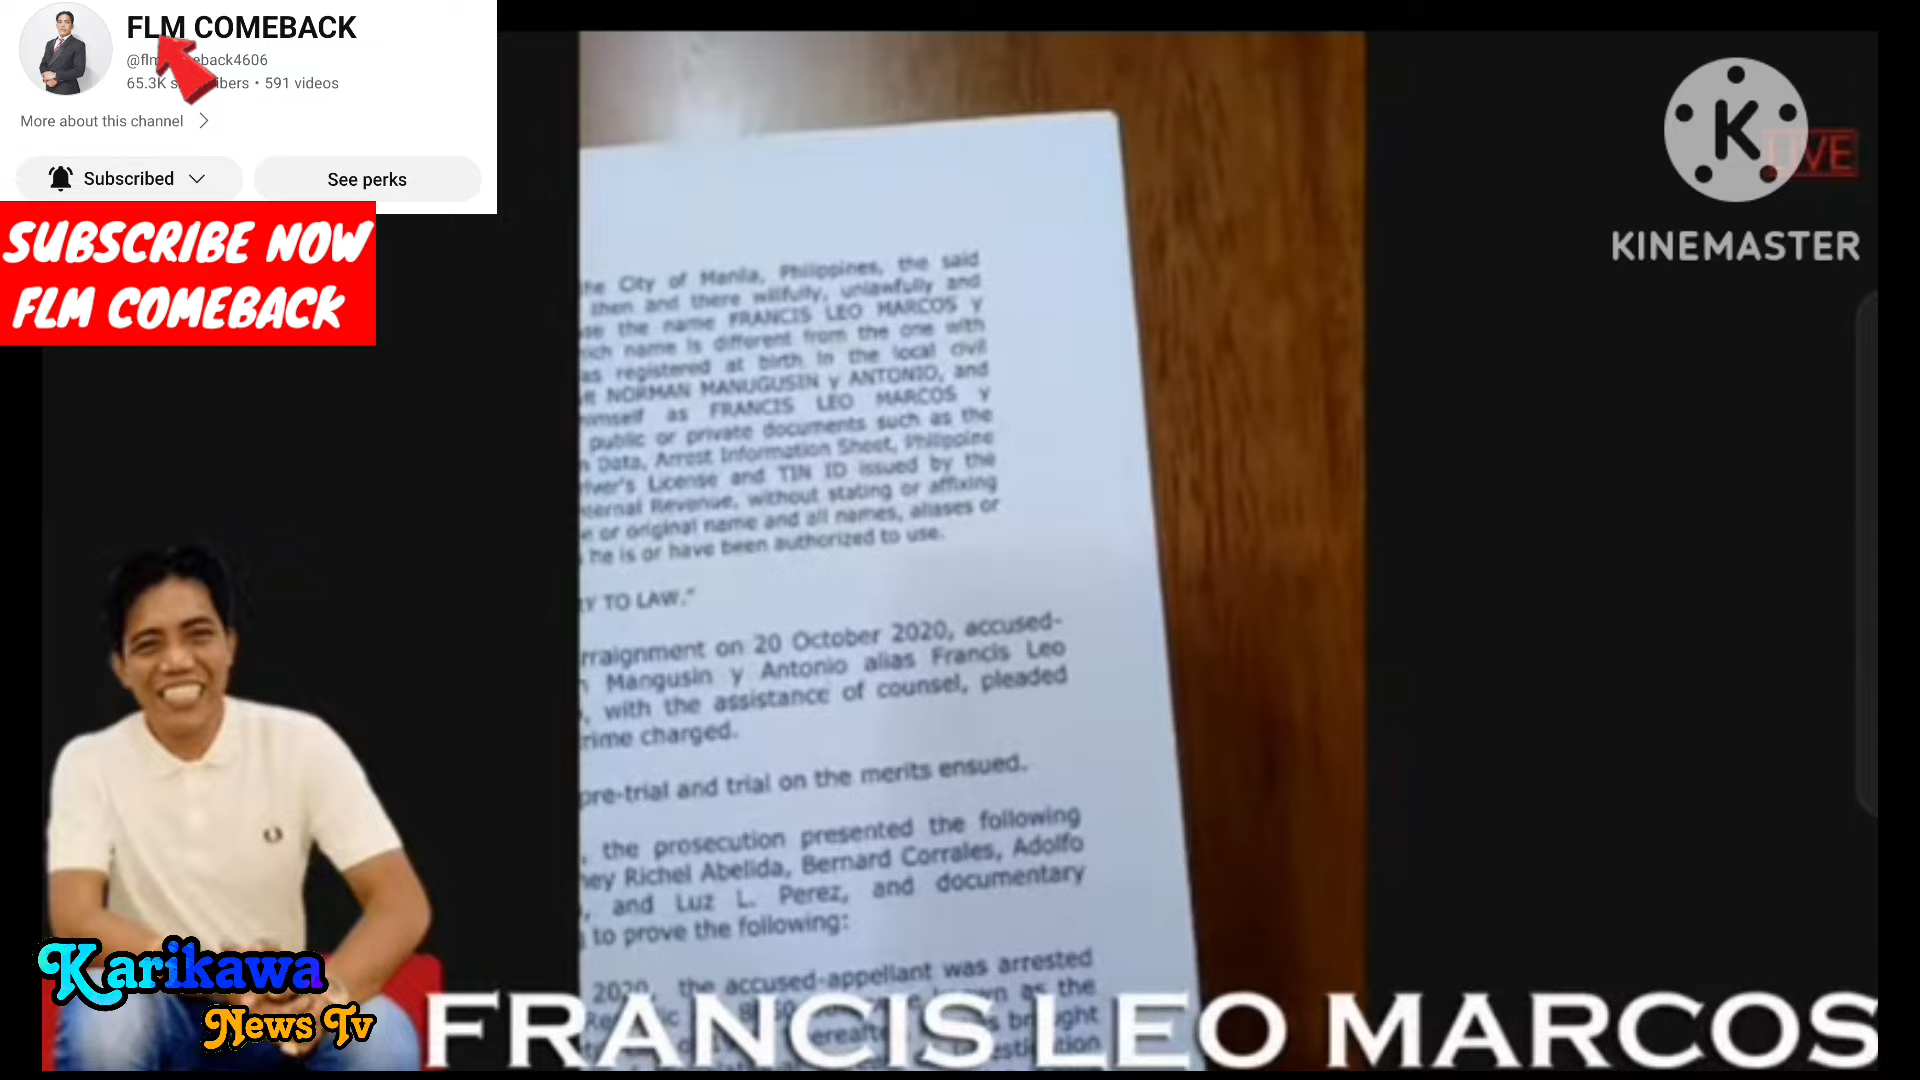 FLM COMEBACK
65.3K
591 videos
More about this channel
Subscribed
See perks
SUBSCRIBE NOW
FLM COMEBACK
K
LIVE
KINEMASTER
City of Manila, Philippines, the said
then and there willfully, unlawfully and
the name FRANCIS LEO MARCOS y
name is different from the one with
registered at birth in the local civil
NORMAN MANUGUSIN y ANTONIO, and
as FRANCIS LEO MARCOS y
public or private documents such as the
Data, Arrest Information Sheet, Philippine
License and TIN ID issued by the
Revenue, without stating or affixing
or original name and all names, aliases or
he is or have been authorized to use.
TO LAW."
on 20 October 2020, accused-
Mangusin y Antonio alias Francis Leo
with the assistance of counsel, pleaded
charged.
pre-trial and trial on the merits ensued.
the prosecution presented the following
Richel Abelida, Bernard Corrales, Adolfo
and Luz L. Perez, and documentary
to prove the following:
2020, the accused-appellant was arrested
as the
Karikawa
News Tv
FRANCIS LEO MARCOS